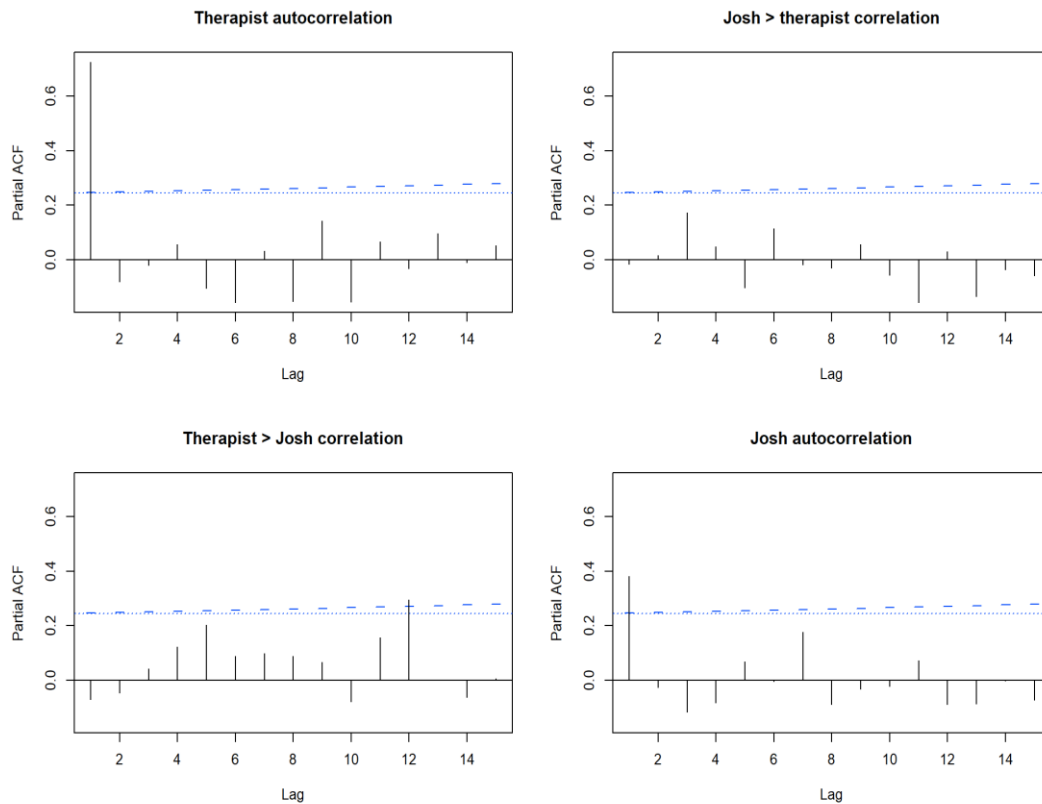 Therapist autocorrelation
Partial ACF
0.0 0.2 0.4 0.6
2 4 6 8 10 12 14
Lag
Josh > therapist correlation
Partial ACF
0.0 0.2 0.4 0.6
2 4 6 8 10 12 14
Lag
Therapist > Josh correlation
Partial ACF
0.0 0.2 0.4 0.6
2 4 6 8 10 12 14
Lag
Josh autocorrelation
Partial ACF
0.0 0.2 0.4 0.6
2 4 6 8 10 12 14
Lag